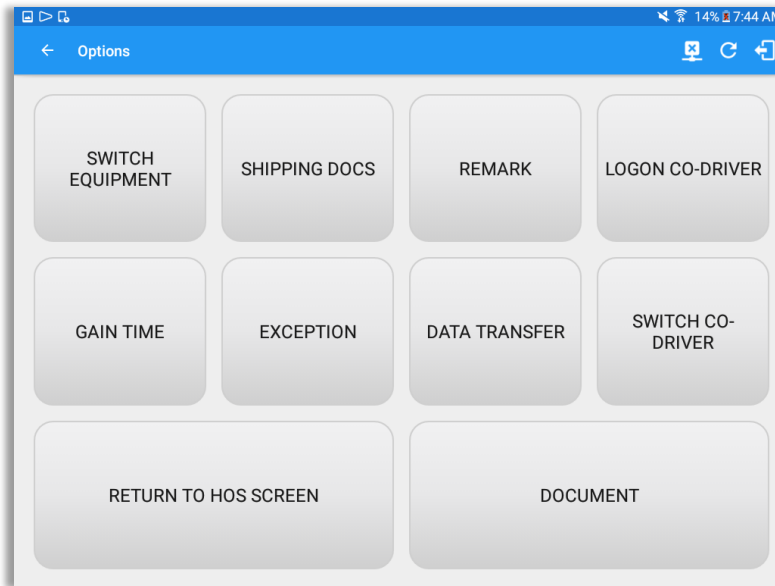 14% 7:44 AM
Options
SWITCH
EQUIPMENT
SHIPPING DOCS
REMARK
LOGON CO-DRIVER
GAIN TIME
EXCEPTION
DATA TRANSFER
SWITCH CO-
DRIVER
RETURN TO HOS SCREEN
DOCUMENT